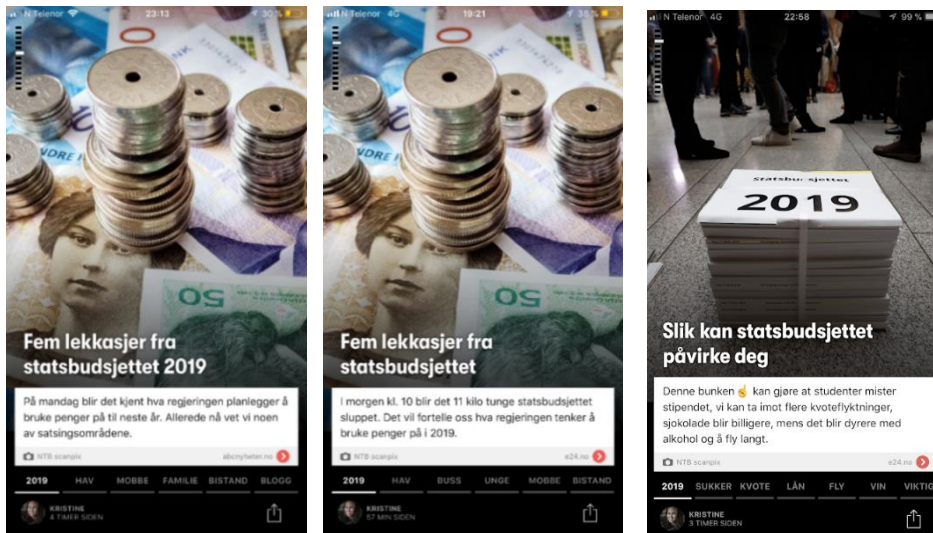 N Telenor 23:13 30 %
Fem lekkasjer fra
statsbudsjettet 2019
På mandag blir det kjent hva regjeringen planlegger å
bruke penger på til neste år. Allerede nå vet vi noen
av satsingsområdene.
NTB scanpix abcnyheter.no
2019 HAV MOBBE FAMILIE BISTAND BLOGG
KRISTINE
4 TIMER SIDEN
N Telenor 4G 19:21 35 %
Fem lekkasjer fra
statsbudsjettet
I morgen kl. 10 blir det 11 kilo tunge statsbudsjettet
sluppet. Det vil fortelle oss hva regjeringen tenker å
bruke penger på i 2019.
NTB scanpix e24.no
2019 HAV BUSS UNGE MOBBE BISTAND
KRISTINE
57 MIN SIDEN
N Telenor 4G 22:58 99 %
Statsbudsjettet
2019
Slik kan statsbudsjettet
påvirke deg
Denne bunken ☝ kan gjøre at studenter mister
stipendet, vi kan ta imot flere kvoteflyktninger,
sjokolade blir billigere, mens det blir dyrere med
alkohol og å fly langt.
NTB scanpix e24.no
2019 SUKKER KVOTE LÅN FLY VIN VIKTIG
KRISTINE
3 TIMER SIDEN
50